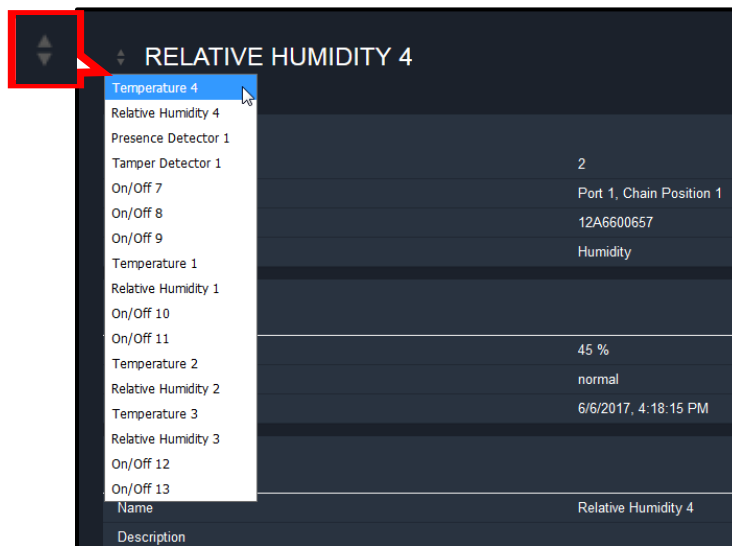 RELATIVE HUMIDITY 4
Temperature 4
Relative Humidity 4
Presence Detector 1
Tamper Detector 1
2
On/Off 7
Port 1, Chain Position 1
On/Off 8
12A6600657
On/Off 9
Humidity
Temperature 1
Relative Humidity 1
On/Off 10
On/Off 11
45 %
Temperature 2
normal
Relative Humidity 2
Temperature 3
6/6/2017, 4:18:15 PM
Relative Humidity 3
On/Off 12
On/Off 13
Name
Relative Humidity 4
Description